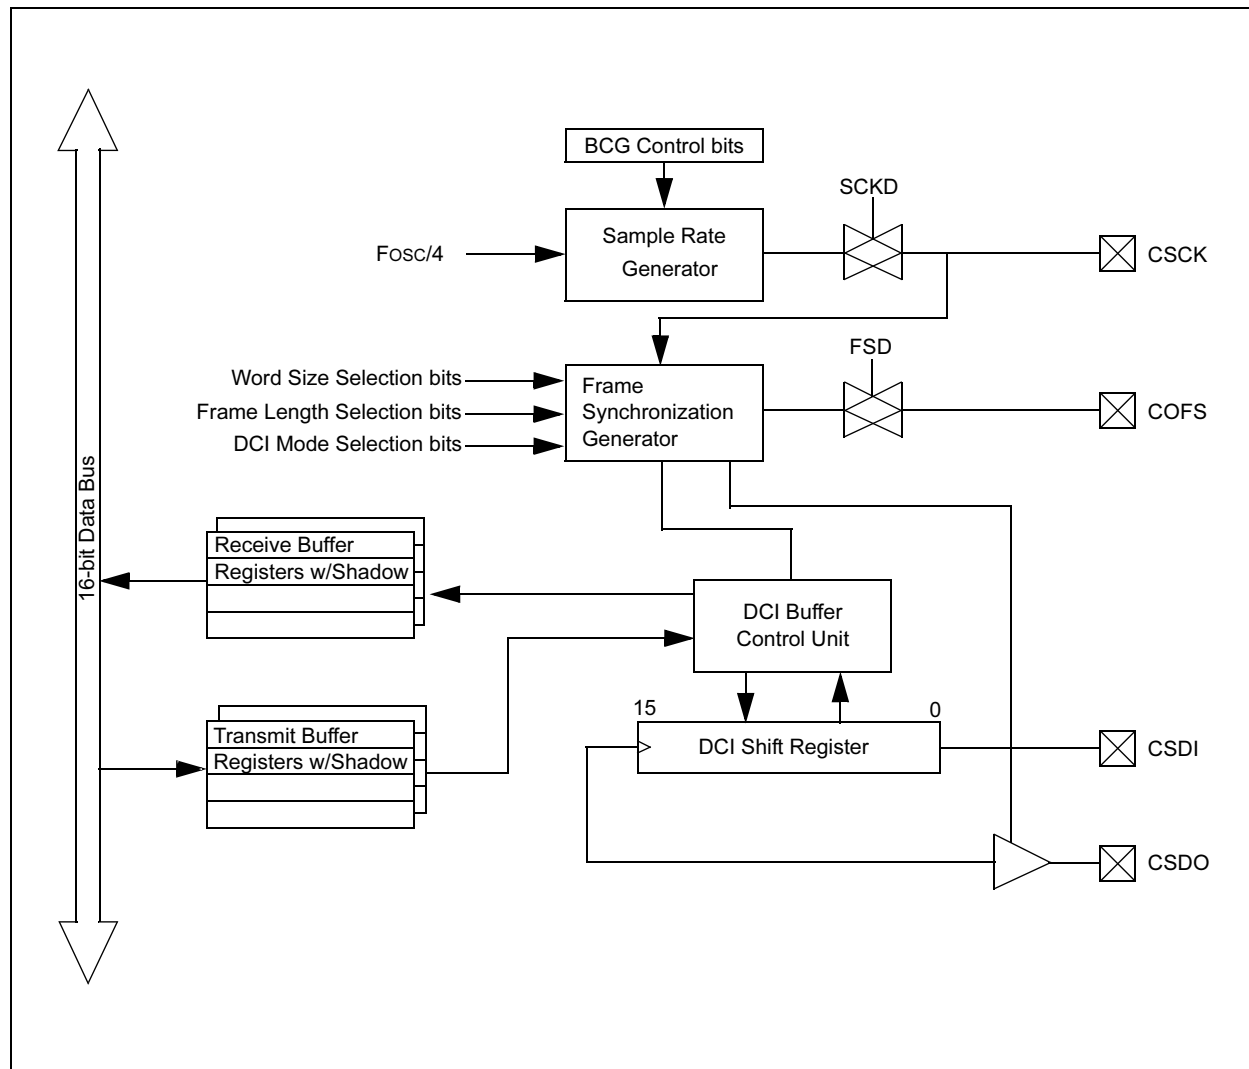 BCG Control bits
SCKD
Sample Rate
Generator
FOSC/4
CSCK
FSD
Word Size Selection bits
Frame Length Selection bits
DCI Mode Selection bits
Frame
Synchronization
Generator
COFS
16-bit Data Bus
Receive Buffer
Registers w/Shadow
DCI Buffer
Control Unit
15
0
Transmit Buffer
Registers w/Shadow
DCI Shift Register
CSDI
CSDO